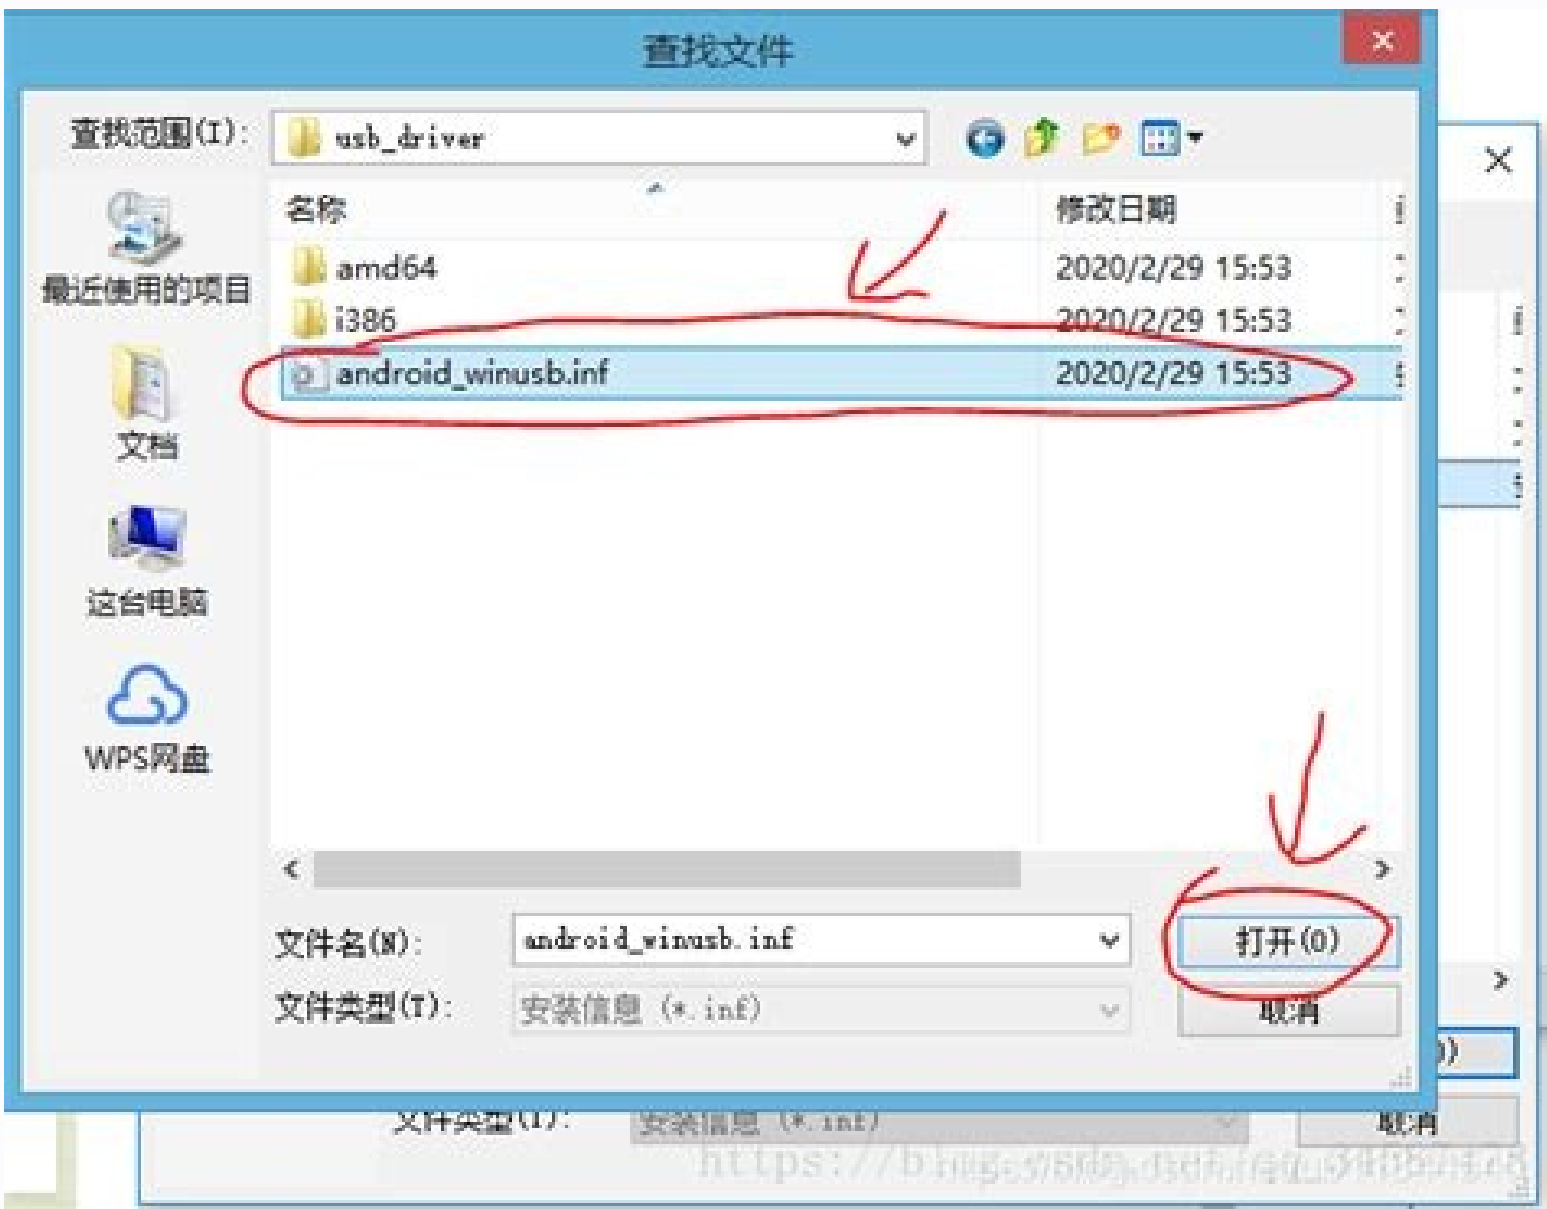 查找文件
查找范围(I):
usb_driver
名称
修改日期
amd64
2020/2/29 15:53
i386
2020/2/29 15:53
android_winusb.inf
2020/2/29 15:53
最近使用的项目
文档
这台电脑
WPS网盘
文件名(N):
android_winusb.inf
打开(O)
文件类型(T):
安装信息 (*.inf)
取消
文件类型(T):
安装信息 (*.inf)
取消